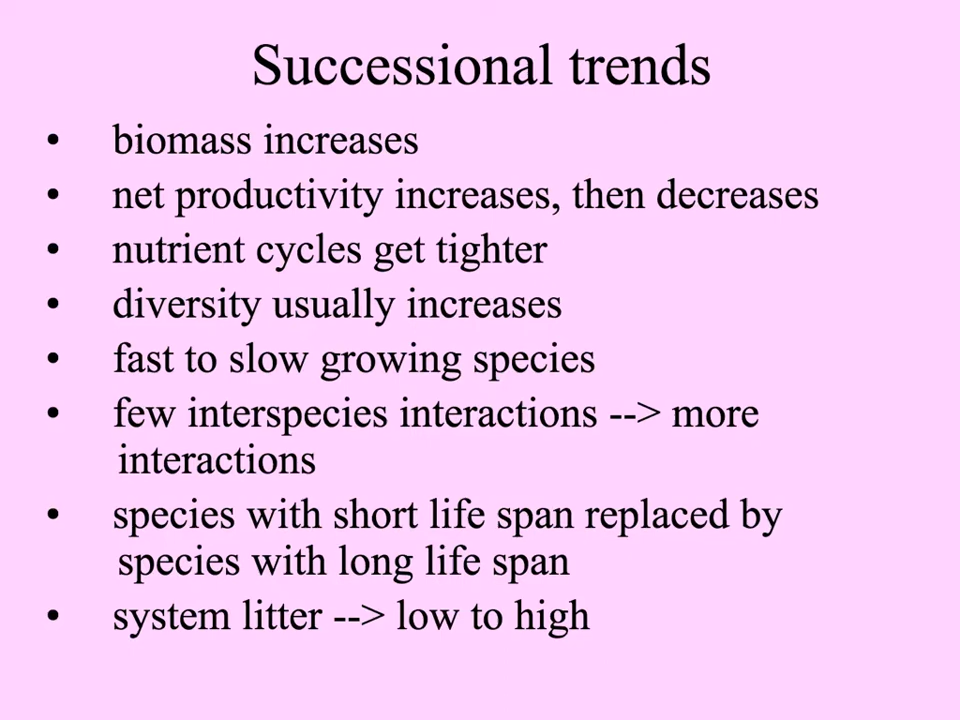 Successional trends
• biomass increases
• net productivity increases, then decreases
• nutrient cycles get tighter
• diversity usually increases
• fast to slow growing species
• few interspecies interactions --> more
interactions
• species with short life span replaced by
species with long life span
• system litter --> low to high